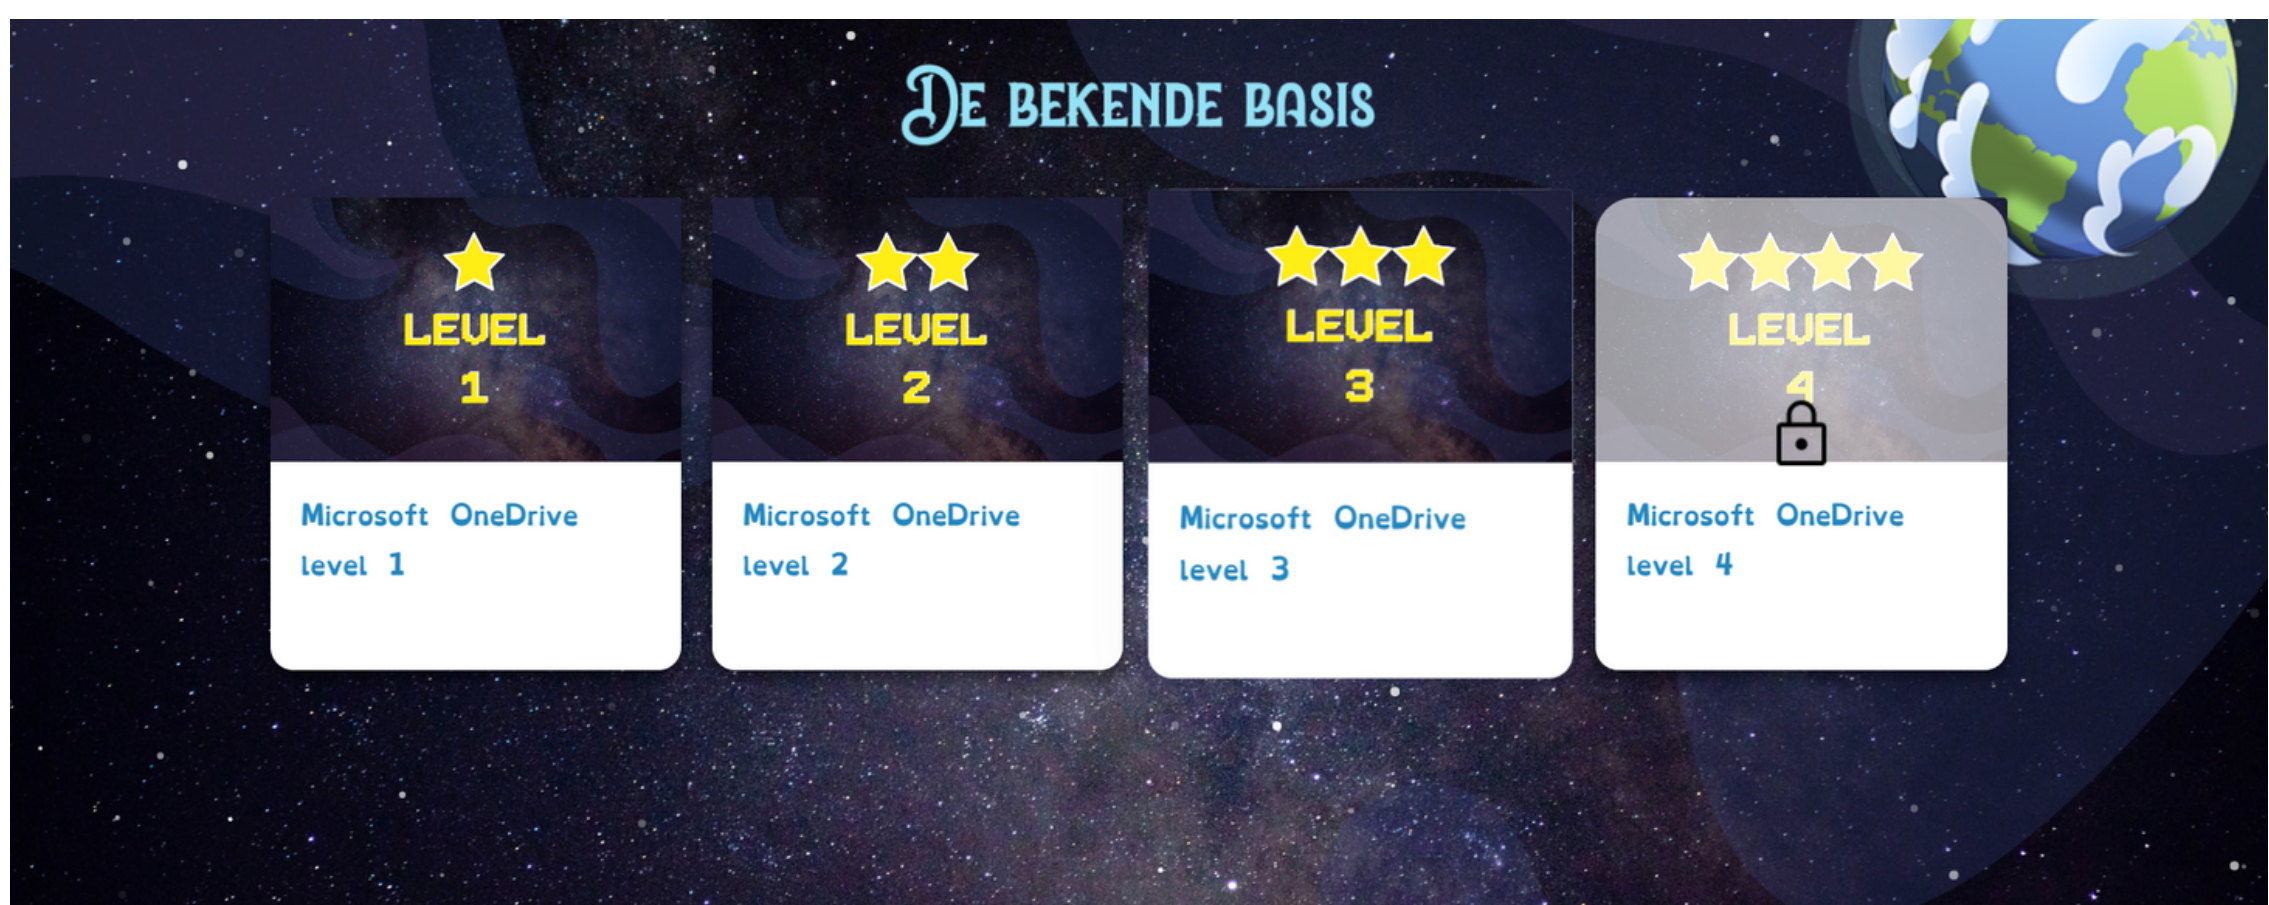 De bekende basis
LEVEL
1
Microsoft OneDrive
level 1
LEVEL
2
Microsoft OneDrive
level 2
LEVEL
3
Microsoft OneDrive
level 3
LEVEL
4
Microsoft OneDrive
level 4